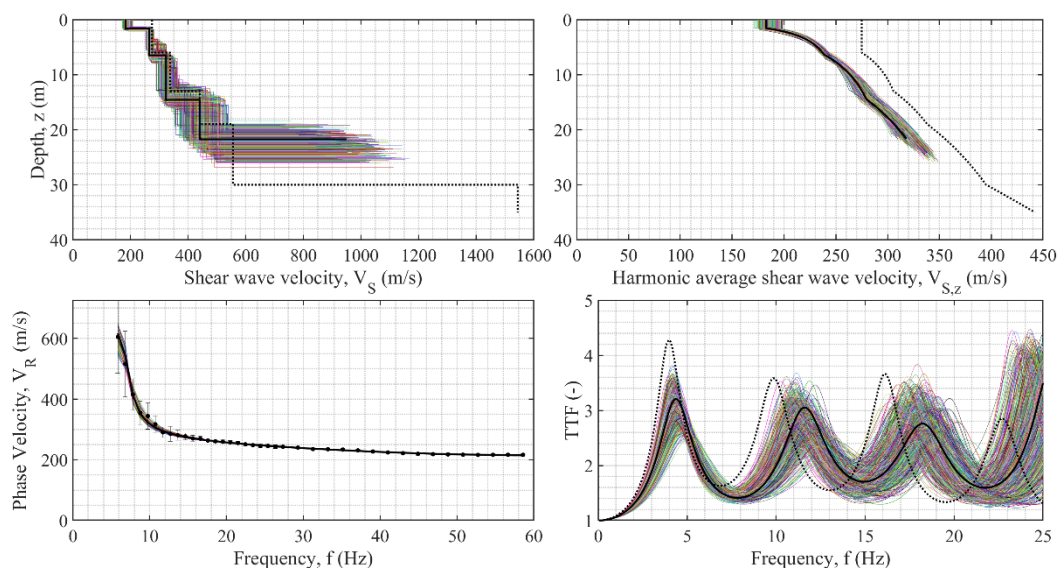 0
10
20
30
40
Depth, z (m)
0 200 400 600 800 1000 1200 1400 1600
Shear wave velocity, V_S (m/s)
0
10
20
30
40
0 50 100 150 200 250 300 350 400 450
Harmonic average shear wave velocity, V_S,z (m/s)
600
400
200
0
Phase Velocity, V_R (m/s)
0 10 20 30 40 50 60
Frequency, f (Hz)
5
4
3
2
1
TTF (-)
0 5 10 15 20 25
Frequency, f (Hz)